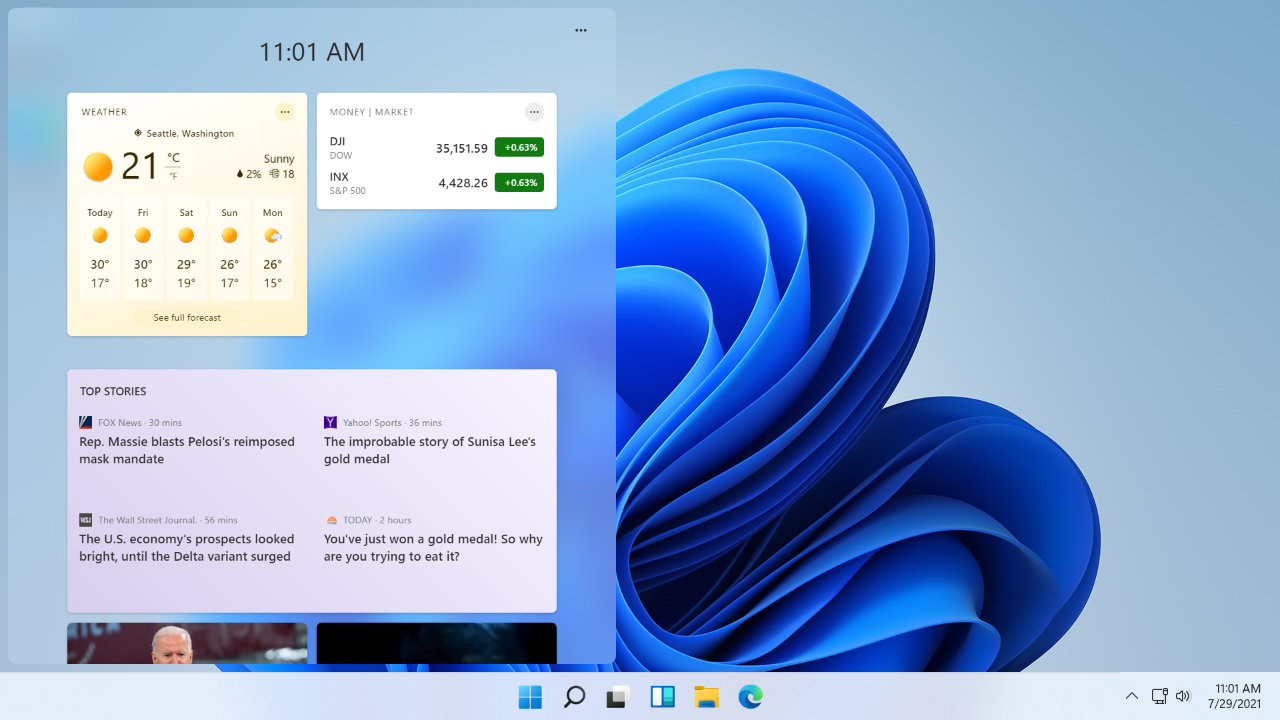 11:01 AM
WEATHER
Seattle, Washington
21 °C
°F
Sunny
2% 18
Today Fri Sat Sun Mon
30° 30° 29° 26° 26°
17° 18° 19° 17° 15°
See full forecast
MONEY | MARKET
DJI
DOW
35,151.59 +0.63%
INX
S&P 500
4,428.26 +0.63%
TOP STORIES
FOX News · 30 mins
Rep. Massie blasts Pelosi's reimposed
mask mandate
Yahoo! Sports · 36 mins
The improbable story of Sunisa Lee's
gold medal
WSJ The Wall Street Journal. · 56 mins
The U.S. economy's prospects looked
bright, until the Delta variant surged
TODAY · 2 hours
You've just won a gold medal! So why
are you trying to eat it?
11:01 AM
7/29/2021